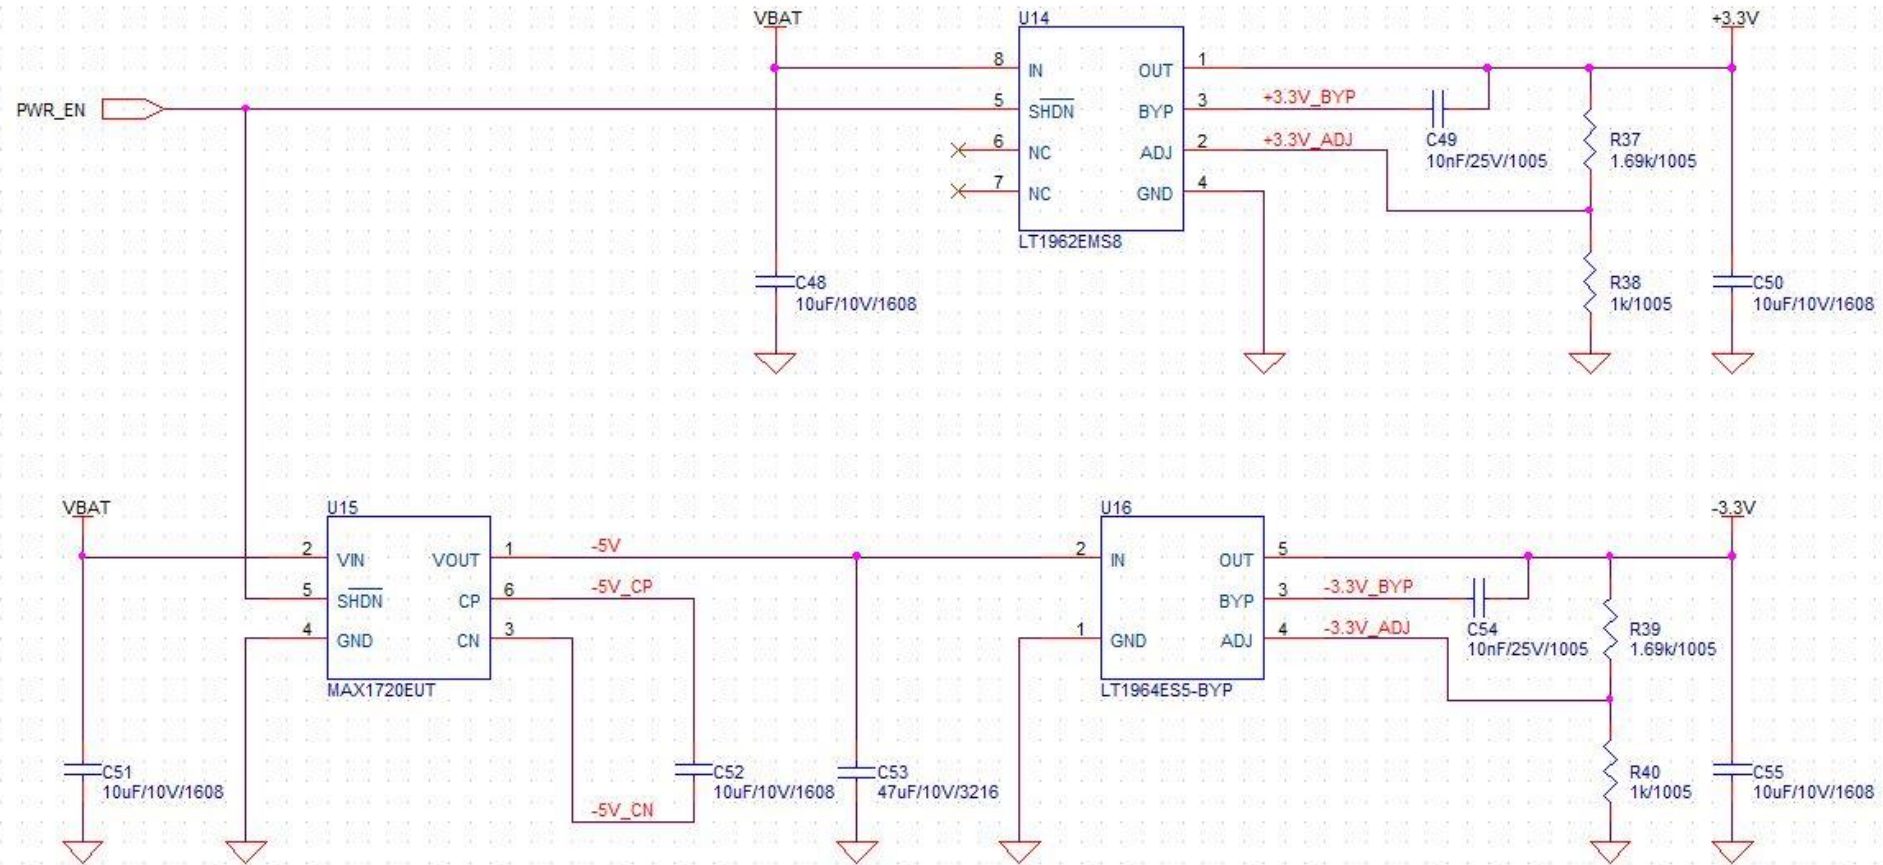 VBAT
U14
+3.3V
8
IN
OUT
1
PWR_EN
5
SHDN
BYP
3
+3.3V_BYP
C49
10nF/25V/1005
6
NC
ADJ
2
+3.3V_ADJ
R37
1.69k/1005
7
NC
GND
4
LT1962EMS8
C48
10uF/10V/1608
R38
1k/1005
C50
10uF/10V/1608
VBAT
U15
U16
-3.3V
2
VIN
VOUT
1
-5V
2
IN
OUT
5
5
SHDN
CP
6
-5V_CP
BYP
3
-3.3V_BYP
C54
10nF/25V/1005
4
GND
CN
3
1
GND
ADJ
4
-3.3V_ADJ
R39
1.69k/1005
MAX1720EUT
LT1964ES5-BYP
C51
10uF/10V/1608
C52
10uF/10V/1608
C53
47uF/10V/3216
R40
1k/1005
C55
10uF/10V/1608
-5V_CN